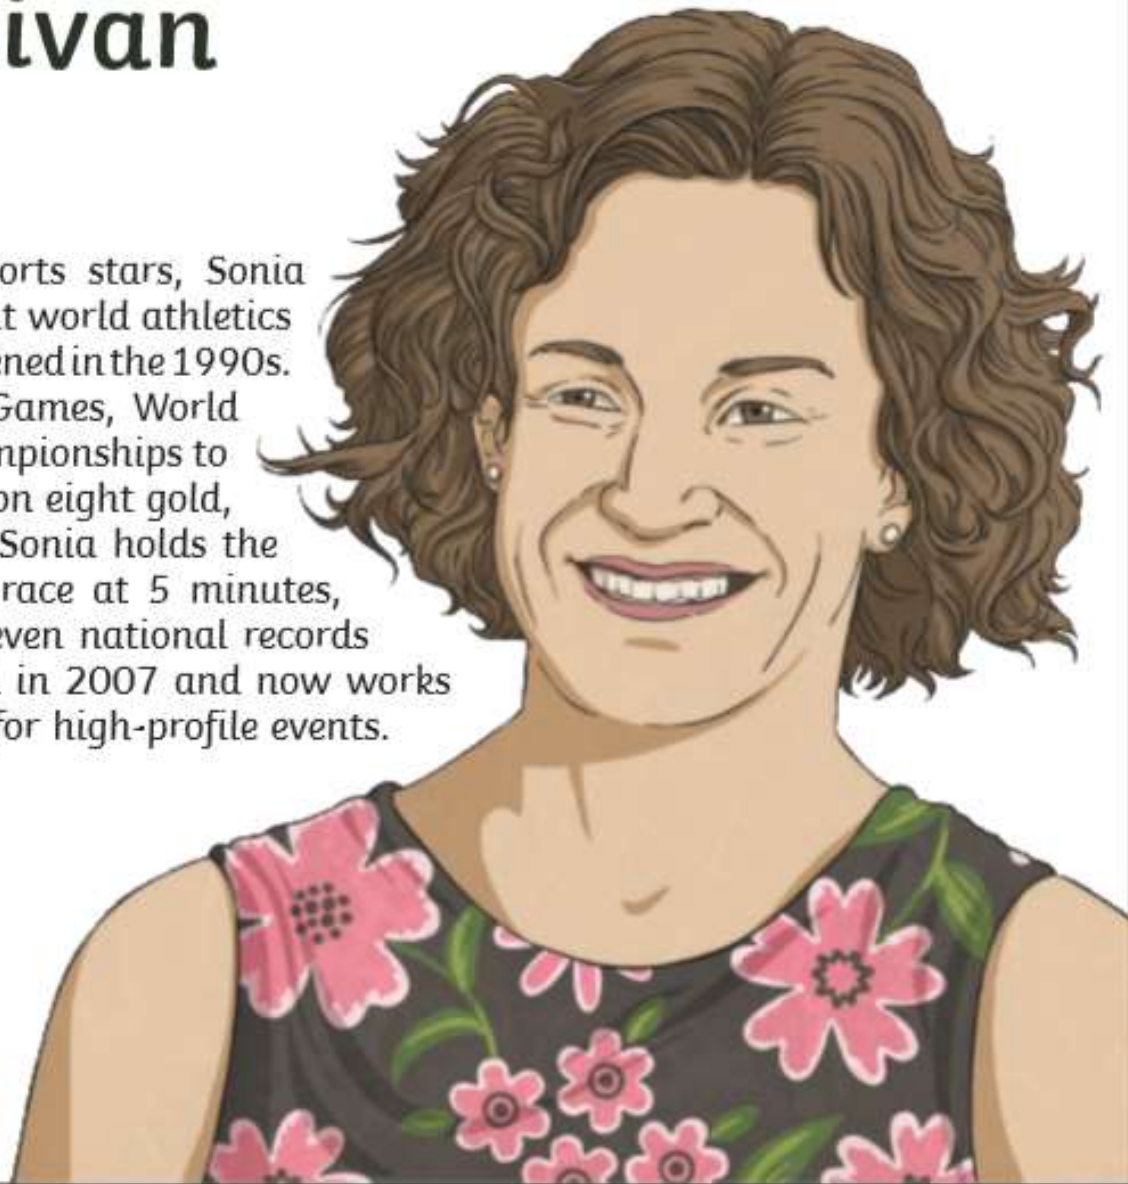 ivan
orts stars, Sonia
t world athletics
ned in the 1990s.
Games, World
npionships to
on eight gold,
Sonia holds the
race at 5 minutes,
even national records
in 2007 and now works
for high-profile events.